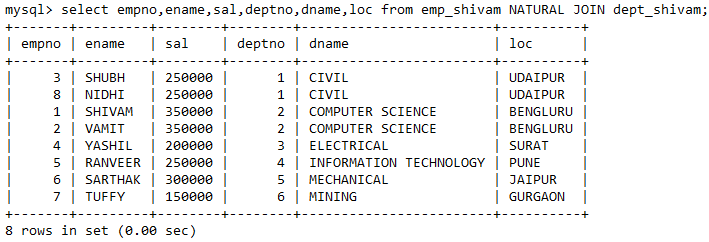 mysql> select empno,ename,sal,deptno,dname,loc from emp_shivam NATURAL JOIN dept_shivam;
+-------+---------+--------+--------+------------------------+----------+
| empno | ename   | sal    | deptno | dname                  | loc      |
+-------+---------+--------+--------+------------------------+----------+
|     3 | SHUBH   | 250000 |      1 | CIVIL                  | UDAIPUR  |
|     8 | NIDHI   | 250000 |      1 | CIVIL                  | UDAIPUR  |
|     1 | SHIVAM  | 350000 |      2 | COMPUTER SCIENCE       | BENGLURU |
|     2 | VAMIT   | 350000 |      2 | COMPUTER SCIENCE       | BENGLURU |
|     4 | YASHIL  | 200000 |      3 | ELECTRICAL             | SURAT    |
|     5 | RANVEER | 250000 |      4 | INFORMATION TECHNOLOGY | PUNE     |
|     6 | SARTHAK | 300000 |      5 | MECHANICAL             | JAIPUR   |
|     7 | TUFFY   | 150000 |      6 | MINING                 | GURGAON  |
+-------+---------+--------+--------+------------------------+----------+
8 rows in set (0.00 sec)